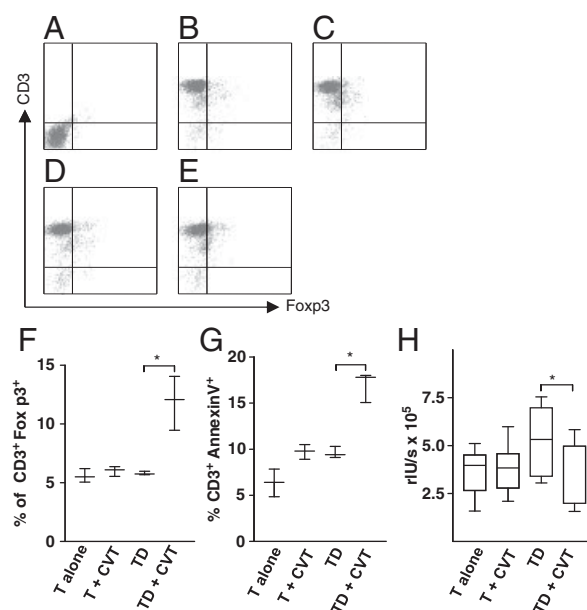 A
B
C
CD3
D
E
Foxp3
F
% of CD3+ Fox p3+
15
10
5
0
*
T alone
T + CVT
TD
TD + CVT
G
% CD3+ AnnexinV+
20
15
10
5
0
*
T alone
T + CVT
TD
TD + CVT
H
rIU/s x 10⁵
7.5
5.0
2.5
*
T alone
T + CVT
TD
TD + CVT